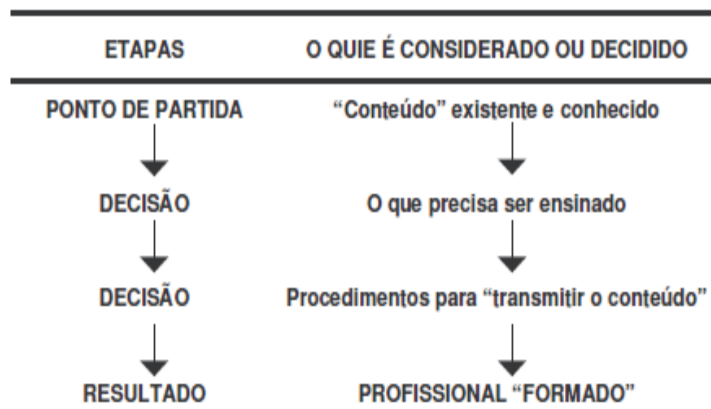 ETAPAS O QUIE É CONSIDERADO OU DECIDIDO
PONTO DE PARTIDA “Conteúdo” existente e conhecido
DECISÃO O que precisa ser ensinado
DECISÃO Procedimentos para “transmitir o conteúdo”
RESULTADO PROFISSIONAL “FORMADO”